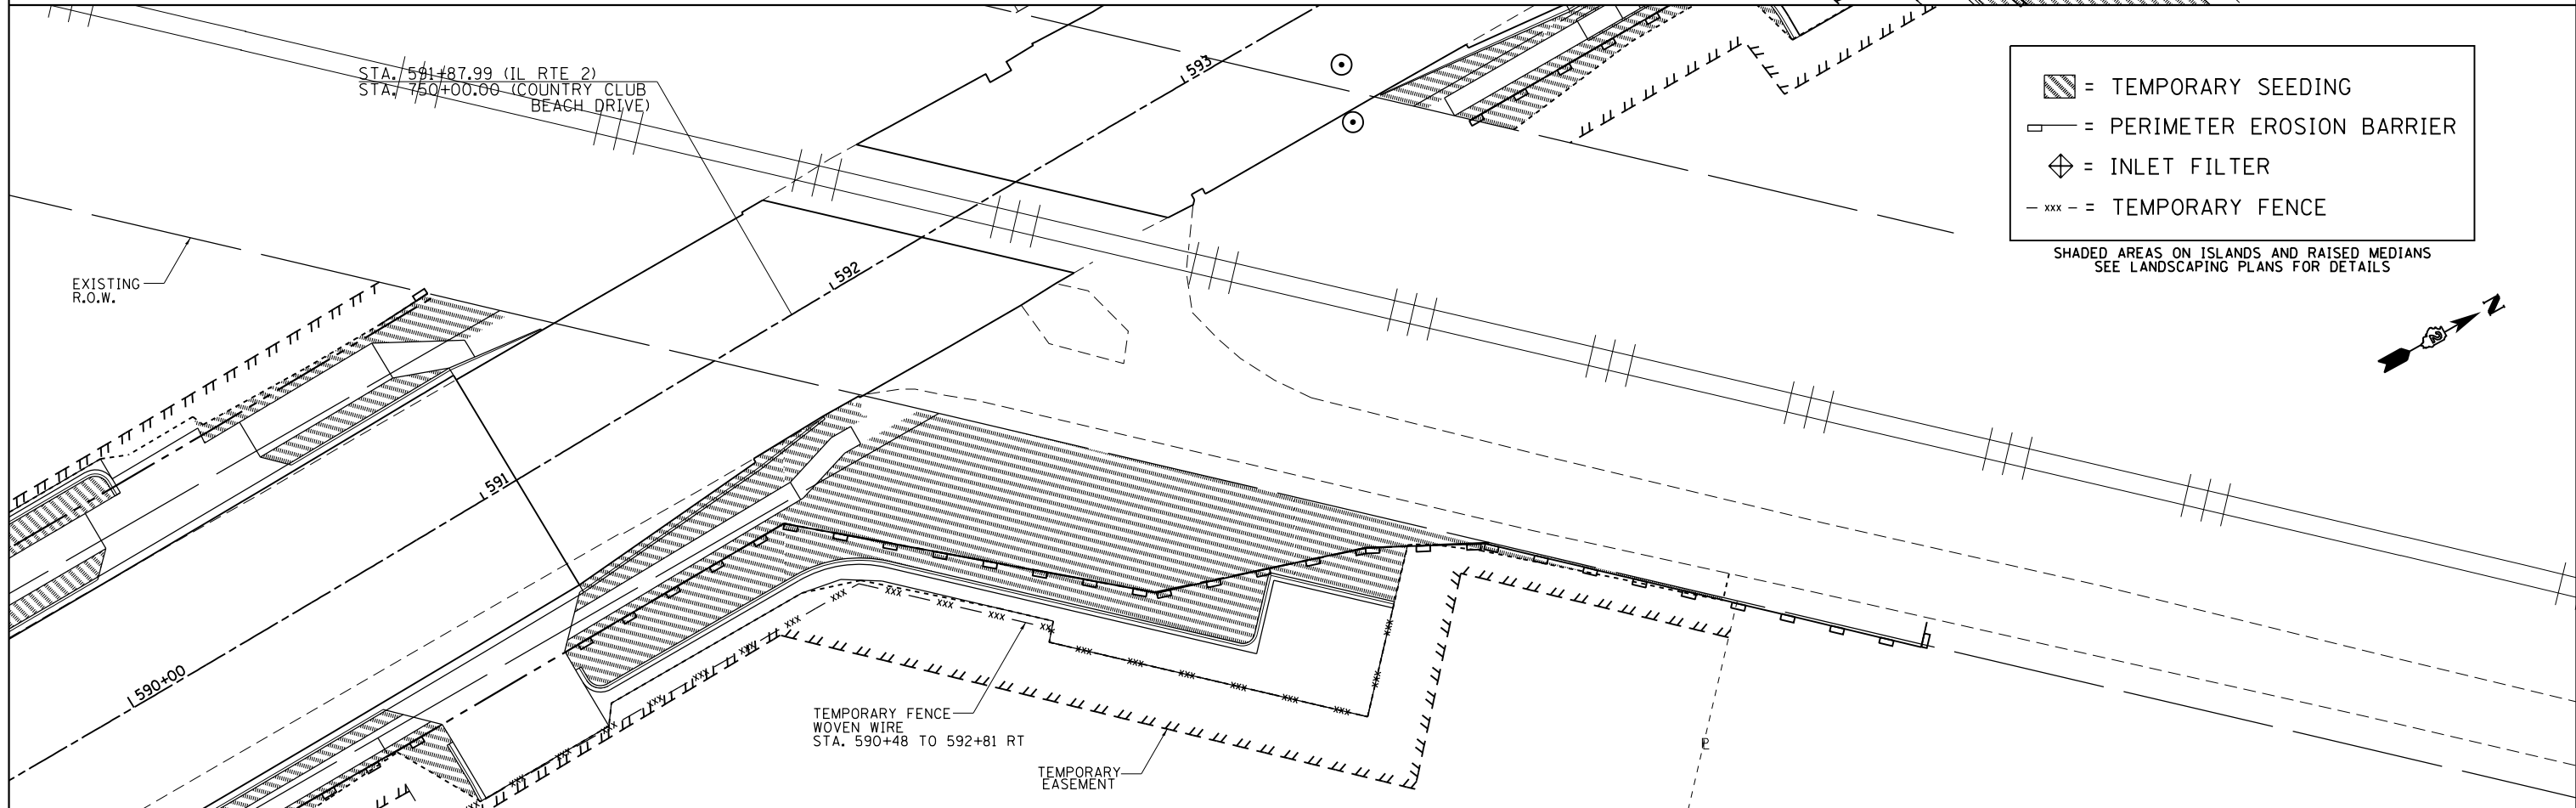 STA. 591+87.99 (IL RTE 2)
STA. 750+00.00 (COUNTRY CLUB
BEACH DRIVE)
593
= TEMPORARY SEEDING
= PERIMETER EROSION BARRIER
= INLET FILTER
- xxx - = TEMPORARY FENCE
SHADED AREAS ON ISLANDS AND RAISED MEDIANS
SEE LANDSCAPING PLANS FOR DETAILS
EXISTING
R.O.W.
592
N
2
591
590+00
TEMPORARY FENCE
WOVEN WIRE
STA. 590+48 TO 592+81 RT
TEMPORARY
EASEMENT